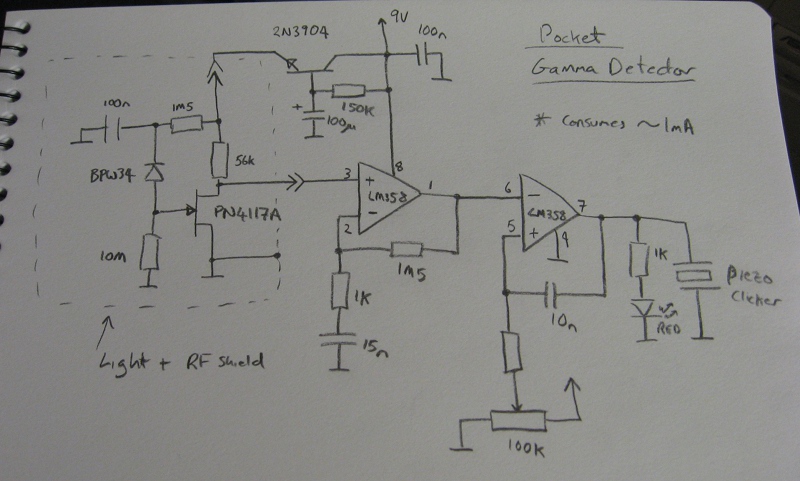 Pocket
Gamma Detector
* Consumes ~1mA
2N3904
9V
100n
150K
100µ
+
100n
1m5
56k
BPW34
PN4117A
10m
3
+
8
LM358
1
-
2
1m5
1K
15n
6
-
LM358
7
5
+
4
10n
1K
RED
Piezo
Clicker
100K
Light + RF shield